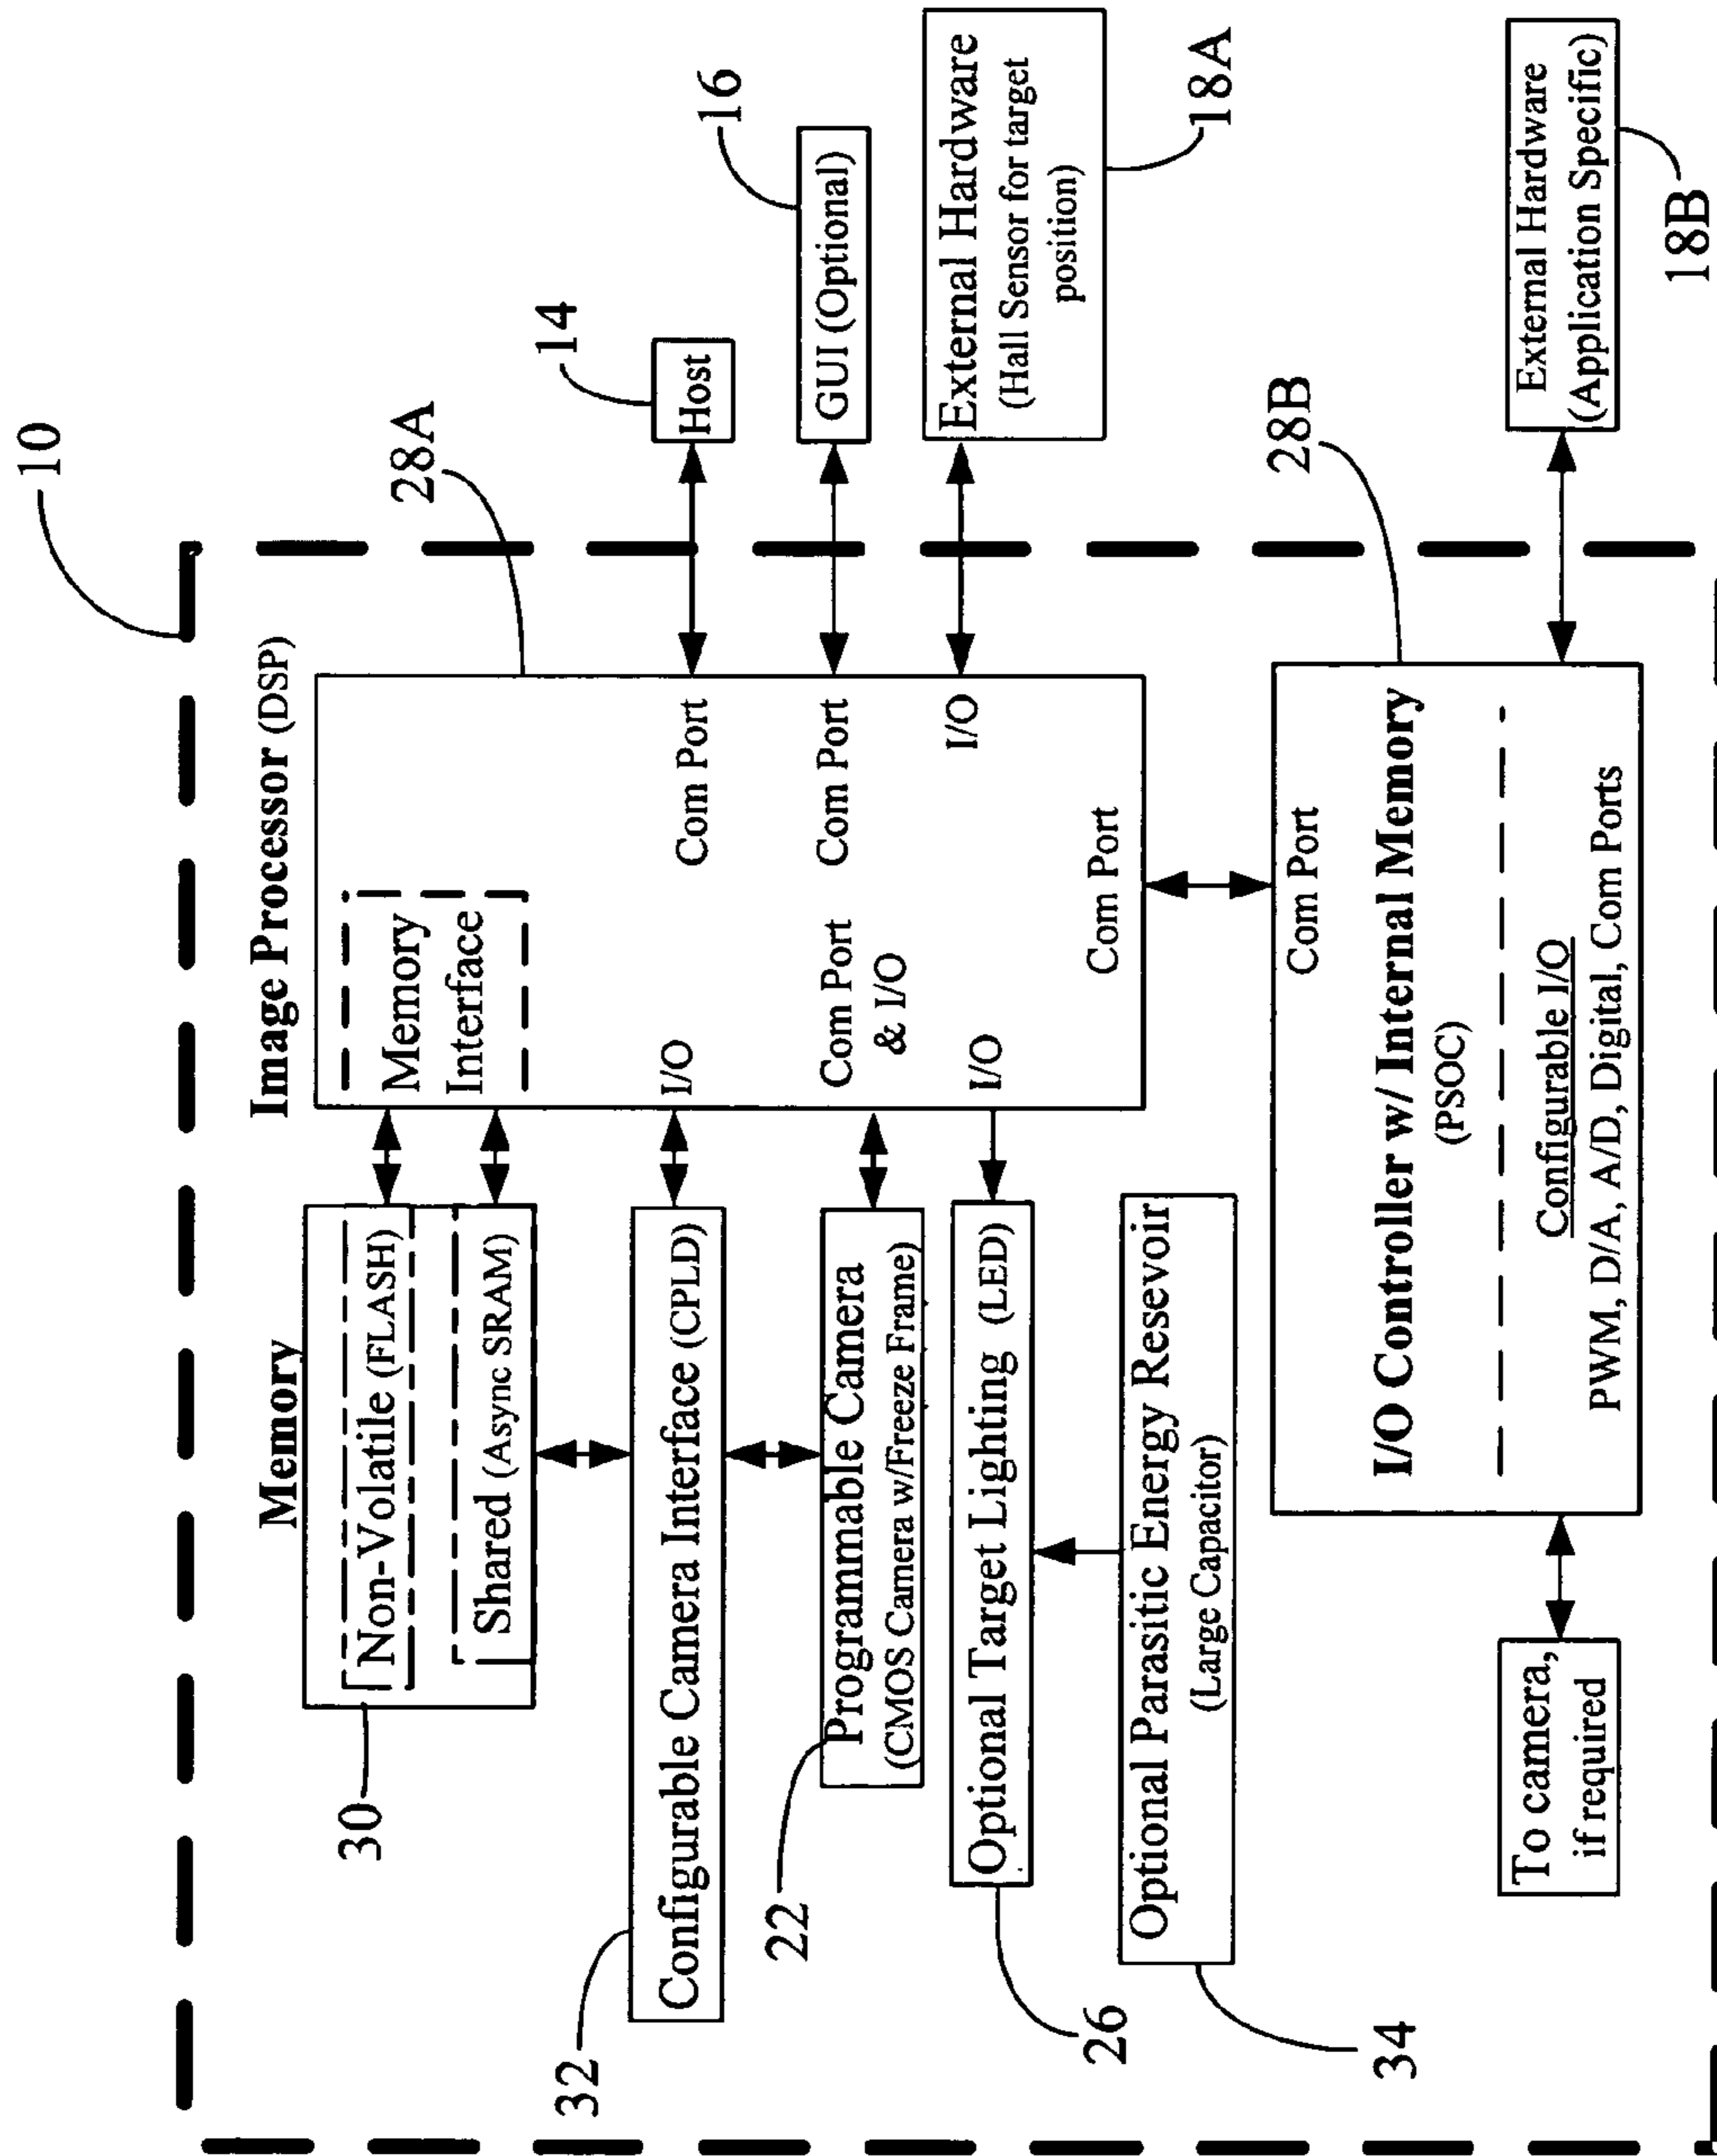 10
Image Processor (DSP)
28A
Memory
Non-Volatile (FLASH)
Shared (Async SRAM)
30
Memory
Interface
14
Host
I/O
Com Port
32
Configurable Camera Interface (CPLD)
16
GUI (Optional)
Com Port
& I/O
Com Port
22
Programmable Camera
(CMOS Camera w/Freeze Frame)
External Hardware
(Hall Sensor for target
position)
18A
I/O
I/O
Optional Target Lighting (LED)
26
Com Port
Optional Parasitic Energy Resevoir
(Large Capacitor)
34
28B
Com Port
I/O Controller w/ Internal Memory
(PSOC)
Configurable I/O
PWM, D/A, A/D, Digital, Com Ports
To camera,
if required
External Hardware
(Application Specific)
18B